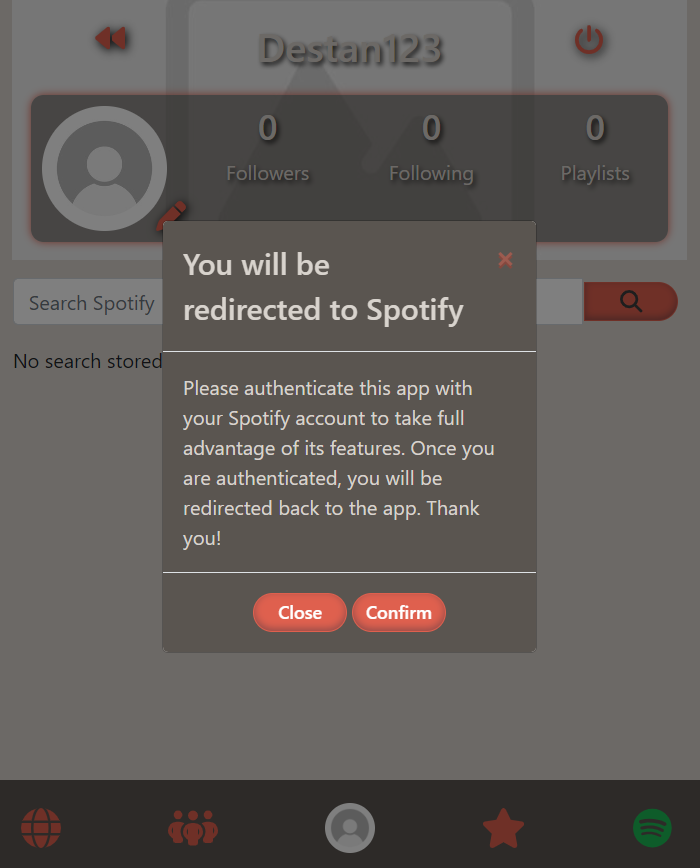 Destan123
0 0 0
Followers Following Playlists
You will be
redirected to Spotify
×
Search Spotify
No search stored
Please authenticate this app with
your Spotify account to take full
advantage of its features. Once you
are authenticated, you will be
redirected back to the app. Thank
you!
Close Confirm